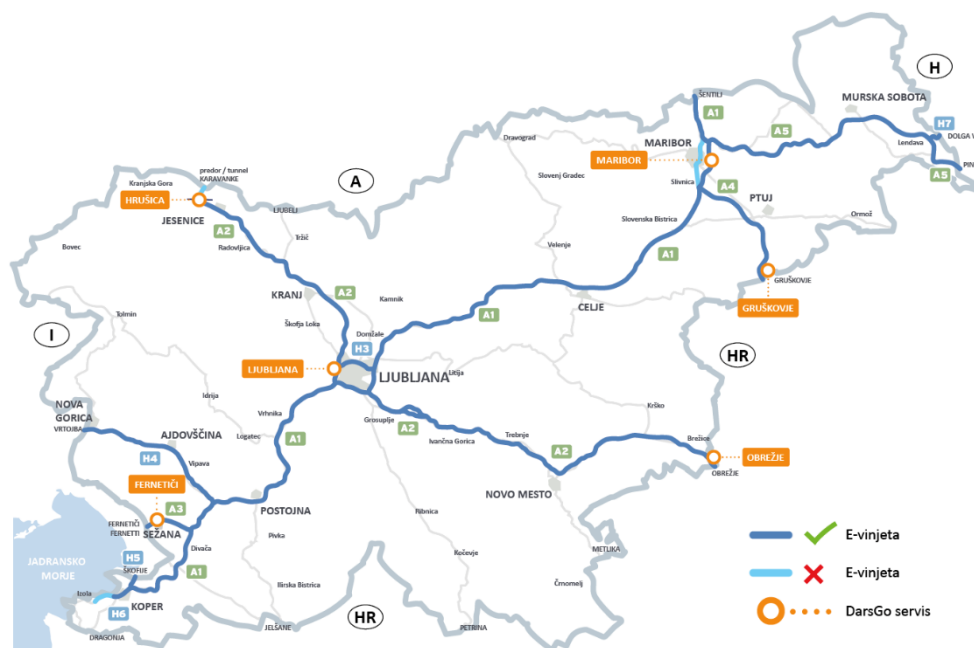 H
ŠENTILJ
MURSKA SOBOTA
A1
H7
A5
DOLGA V
Dravograd
MARIBOR
Lendava
MARIBOR
predor / tunnel
KARAVANKE
Kranjska Gora
A
Slovenj Gradec
PIN
A5
HRUŠICA
Slivnica
A4
PTUJ
JESENICE
LJUBELJ
Ormož
A2
Tržič
Slovenska Bistrica
Radovljica
Bovec
Velenje
A1
GRUŠKOVJE
KRANJ
A2
Kamnik
CELJE
GRUŠKOVJE
A1
Tolmin
Škofja Loka
I
Domžale
H3
HR
LJUBLJANA
LJUBLJANA
Litija
Idrija
NOVA
GORICA
VRTOJBA
Vrhnika
Krško
Grosuplje
A2
AJDOVŠČINA
Logatec
A1
Ivančna Gorica
Trebnje
Brežice
H4
Vipava
A2
OBREŽJE
OBREŽJE
FERNETIČI
NOVO MESTO
A3
POSTOJNA
Ribnica
FERNETIČI
FERNETTI
SEŽANA
E-vinjeta
Pivka
Divača
METLIKA
H5
JADRANSKO
MORJE
ŠKOFIJE
Kočevje
E-vinjeta
A1
Ilirska Bistrica
Črnomelj
Izola
KOPER
H6
HR
DarsGo servis
JELŠANE
PETRINA
DRAGONJA